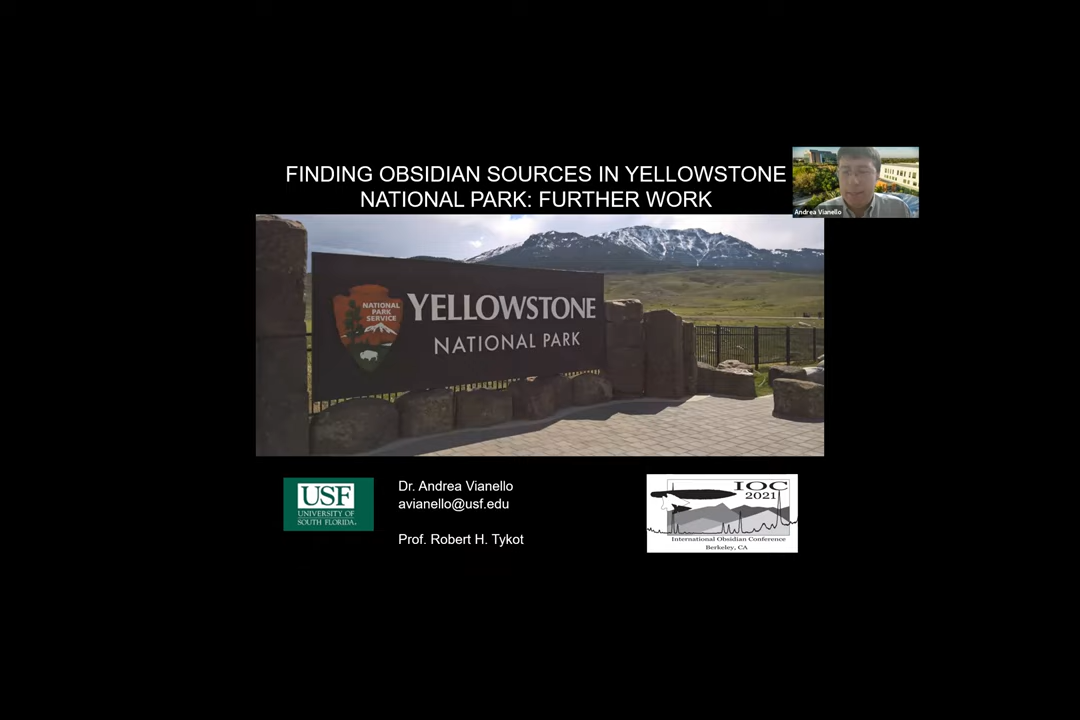 FINDING OBSIDIAN SOURCES IN YELLOWSTONE
NATIONAL PARK: FURTHER WORK
Andrea Vianello
NATIONAL
PARK
SERVICE
YELLOWSTONE
NATIONAL PARK
USF
UNIVERSITY OF
SOUTH FLORIDA
Dr. Andrea Vianello
avianello@usf.edu
Prof. Robert H. Tykot
IOC
2021
International Obsidian Conference
Berkeley, CA